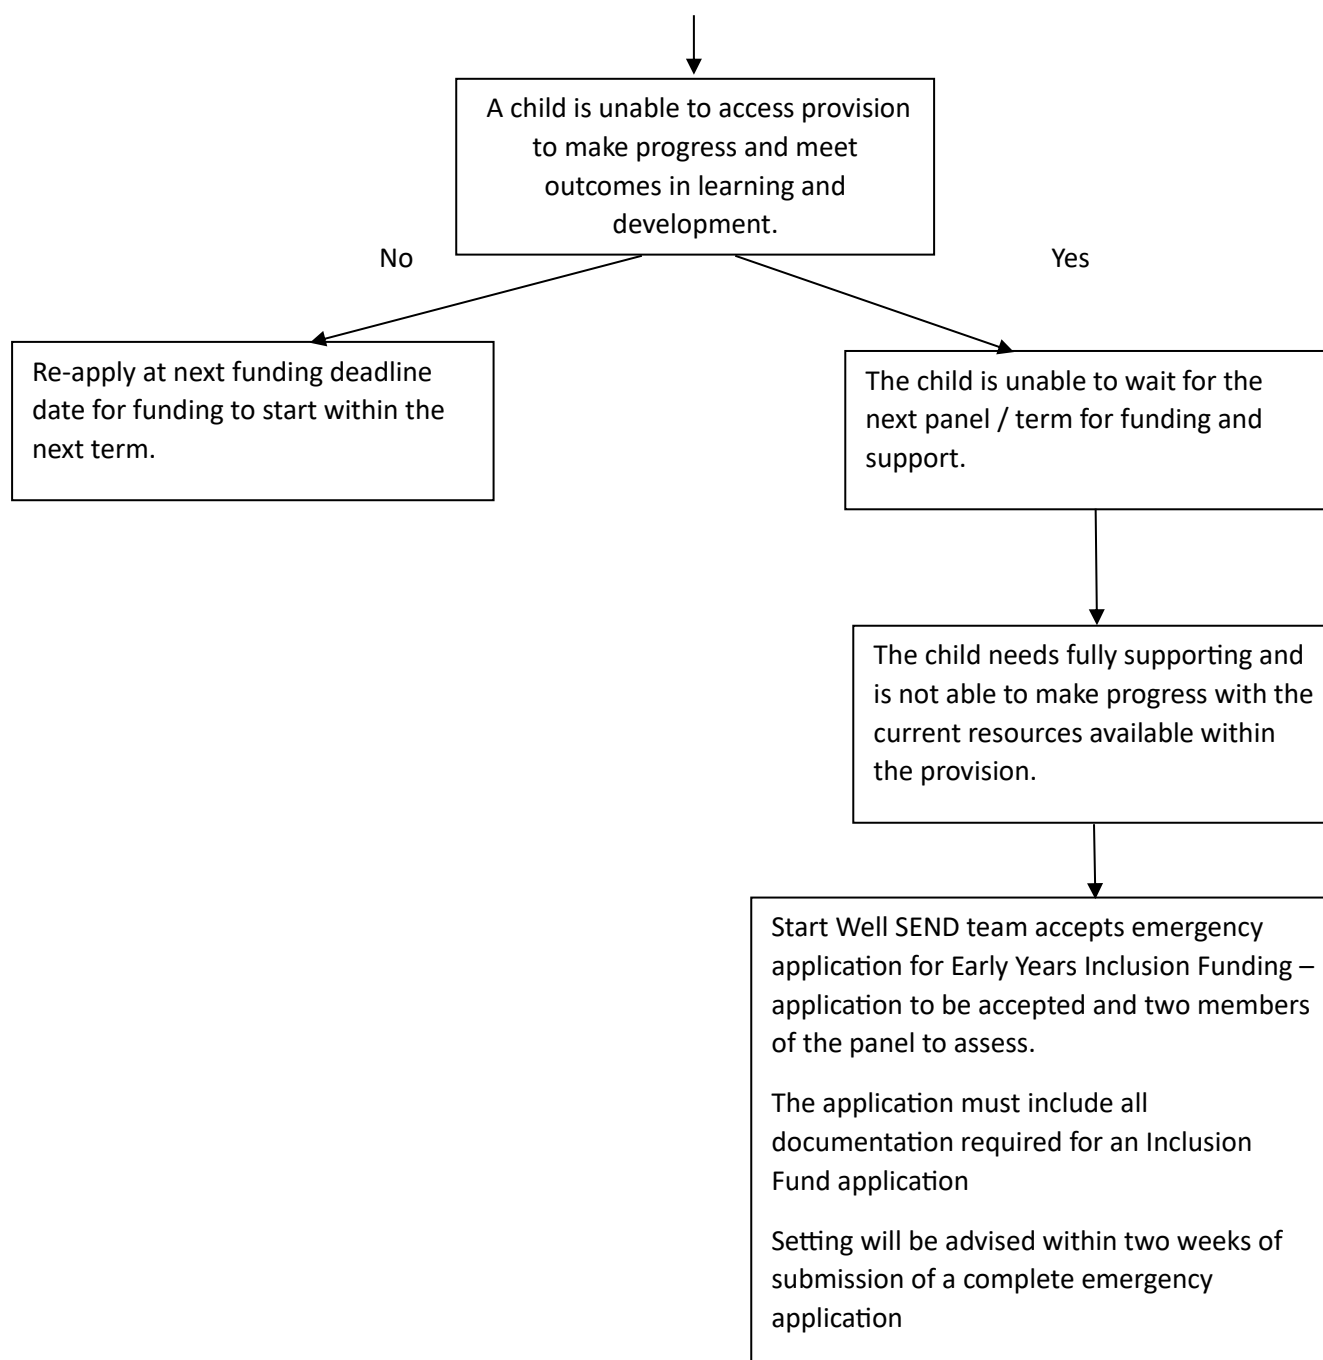 A child is unable to access provision
to make progress and meet
outcomes in learning and
development.
No
Yes
Re-apply at next funding deadline
date for funding to start within the
next term.
The child is unable to wait for the
next panel / term for funding and
support.
The child needs fully supporting and
is not able to make progress with the
current resources available within
the provision.
Start Well SEND team accepts emergency
application for Early Years Inclusion Funding –
application to be accepted and two members
of the panel to assess.
The application must include all
documentation required for an Inclusion
Fund application
Setting will be advised within two weeks of
submission of a complete emergency
application